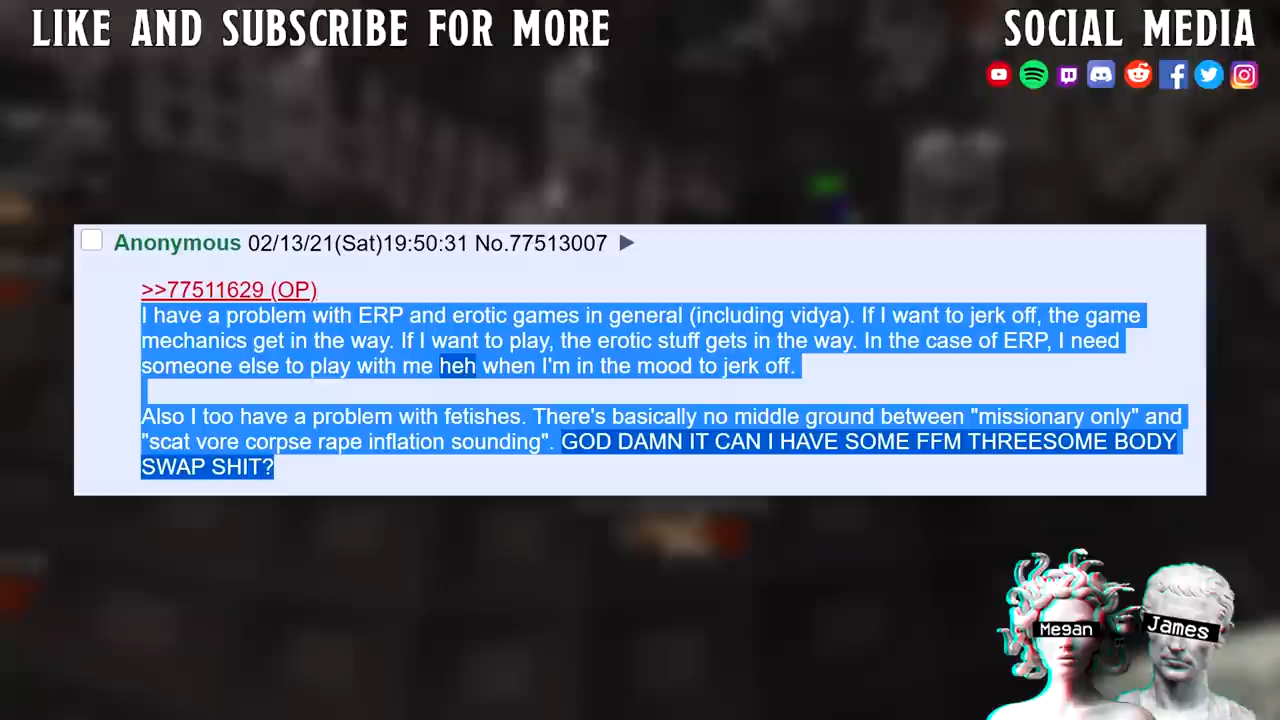 LIKE AND SUBSCRIBE FOR MORE
SOCIAL MEDIA
Anonymous 02/13/21(Sat)19:50:31 No.77513007
>>77511629 (OP)
I have a problem with ERP and erotic games in general (including vidya). If I want to jerk off, the game
mechanics get in the way. If I want to play, the erotic stuff gets in the way. In the case of ERP, I need
someone else to play with me heh when I'm in the mood to jerk off.
Also I too have a problem with fetishes. There's basically no middle ground between "missionary only" and
"scat vore corpse rape inflation sounding". GOD DAMN IT CAN I HAVE SOME FFM THREESOME BODY
SWAP SHIT?
Megan
James